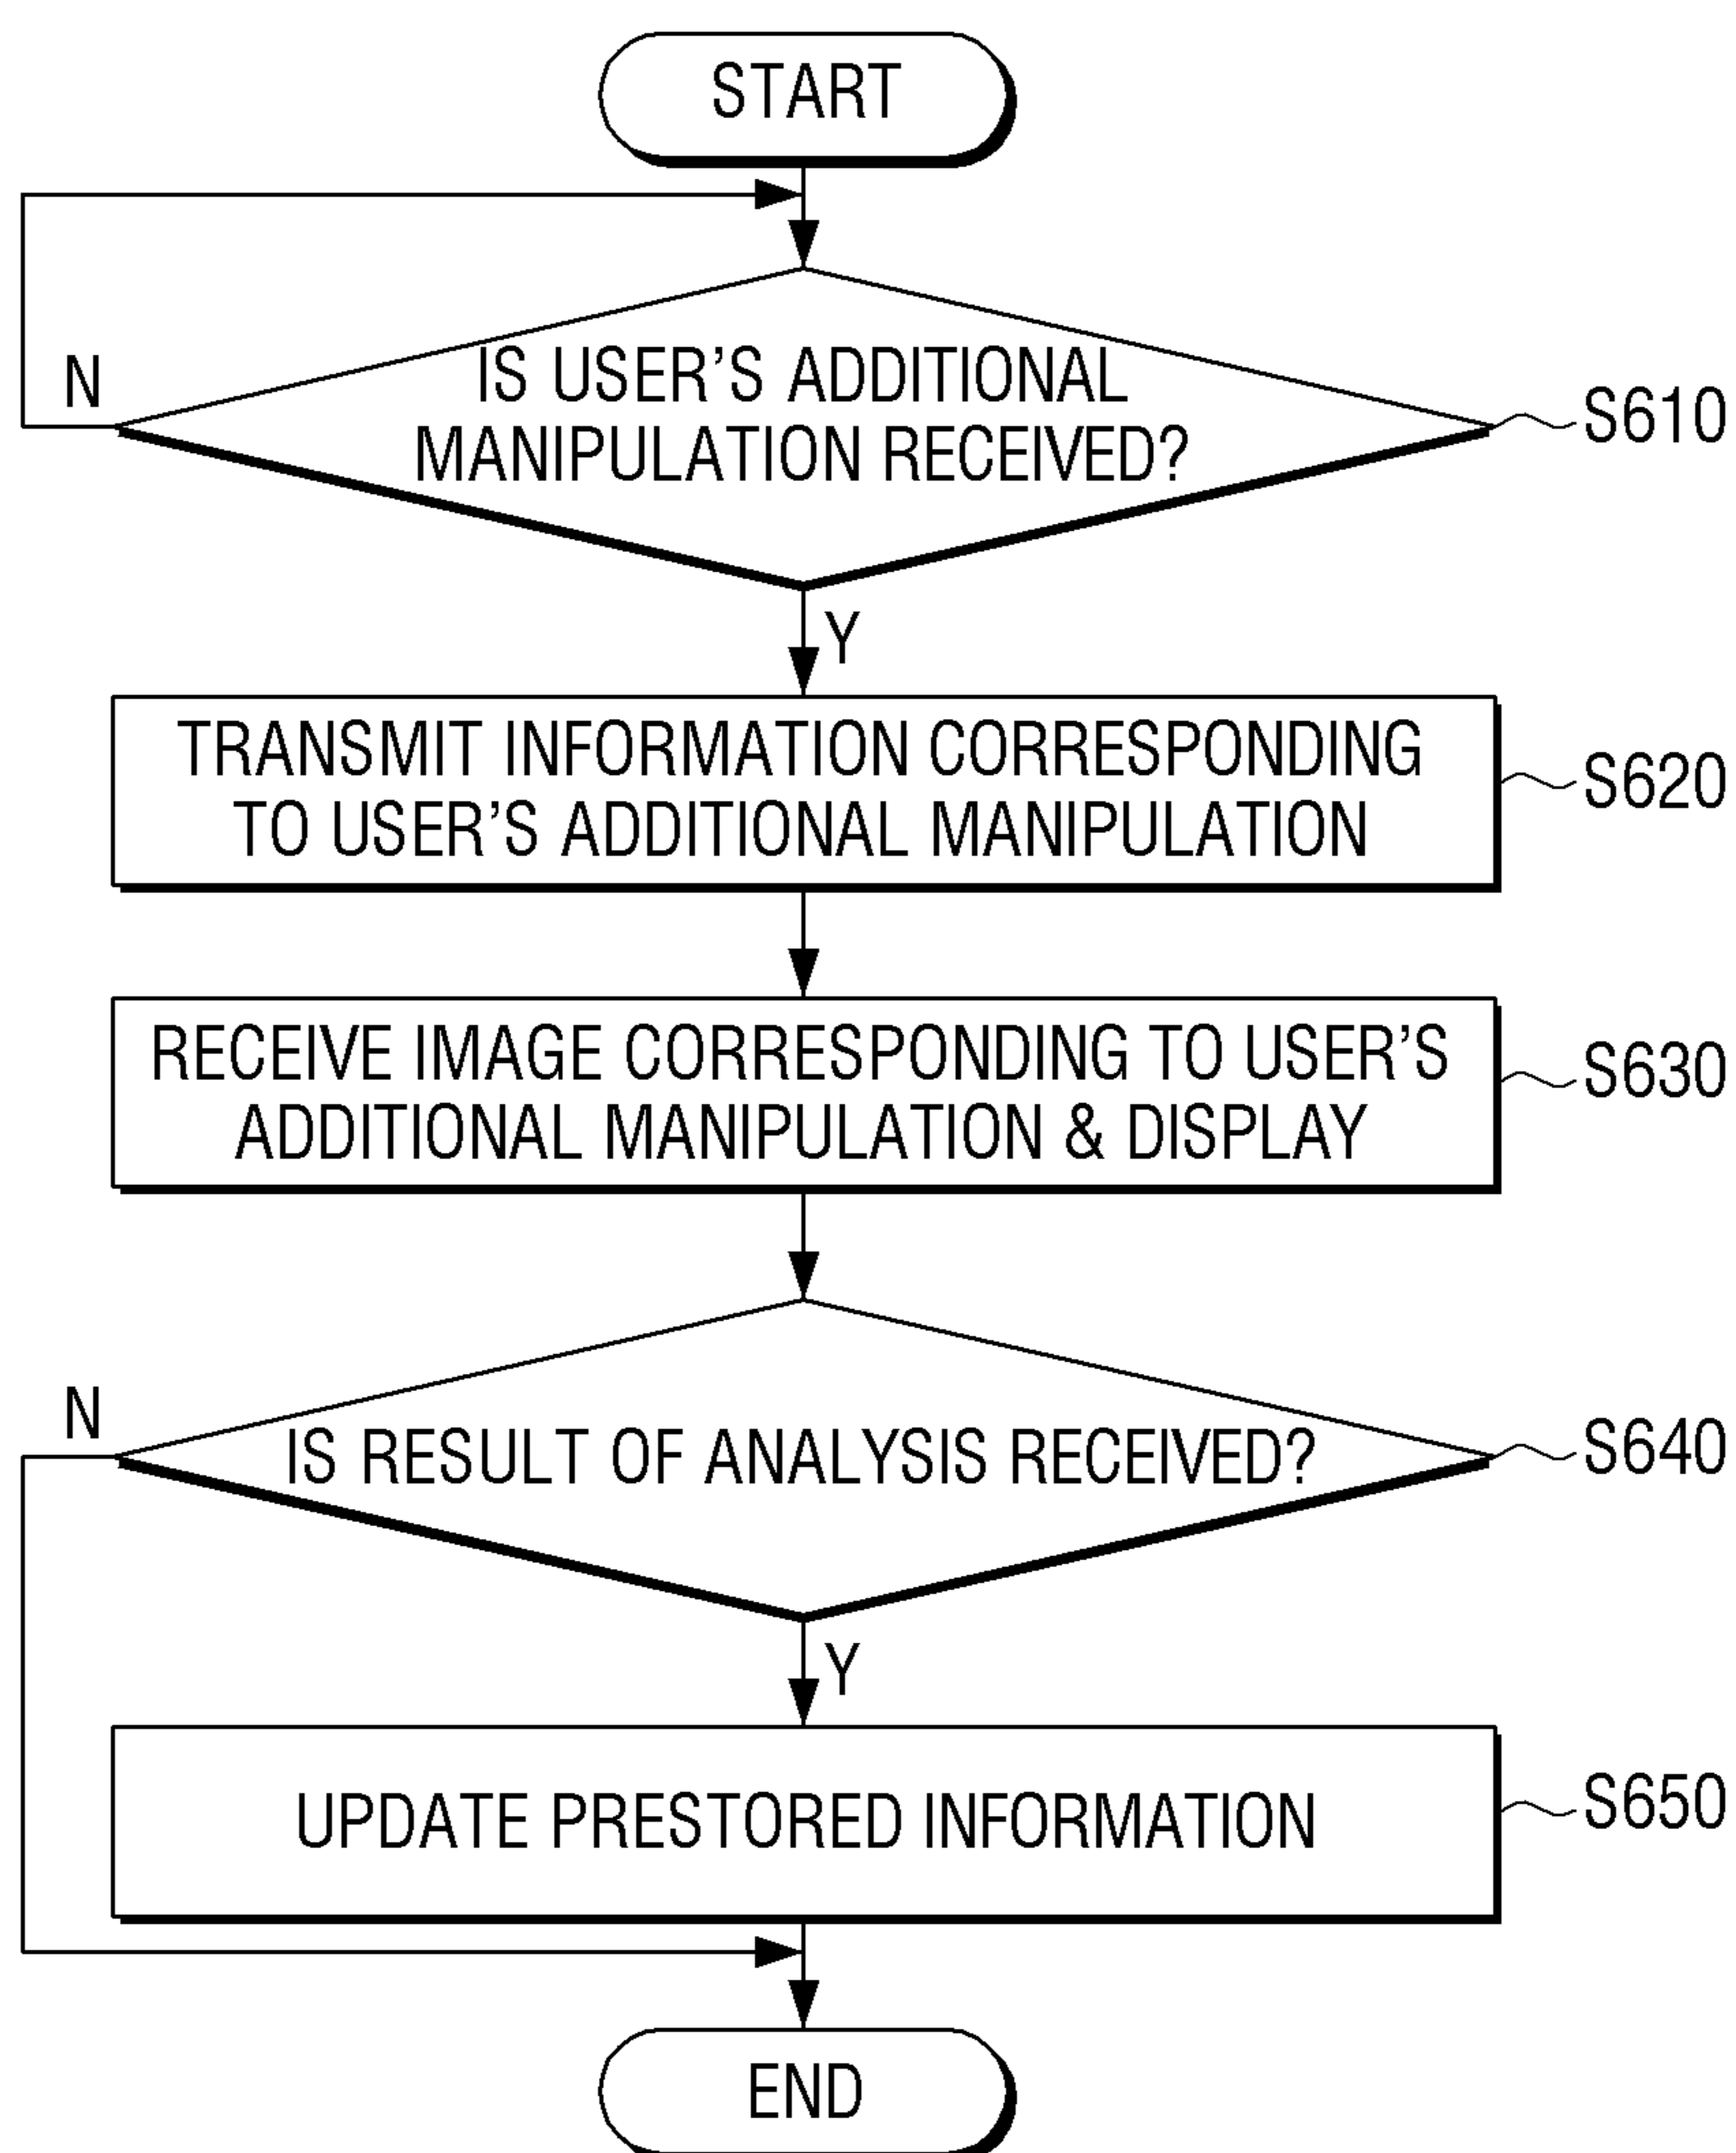 START
N
IS USER'S ADDITIONAL
MANIPULATION RECEIVED?
S610
Y
TRANSMIT INFORMATION CORRESPONDING
TO USER'S ADDITIONAL MANIPULATION
S620
RECEIVE IMAGE CORRESPONDING TO USER'S
ADDITIONAL MANIPULATION & DISPLAY
S630
N
IS RESULT OF ANALYSIS RECEIVED?
S640
Y
UPDATE PRESTORED INFORMATION
S650
END